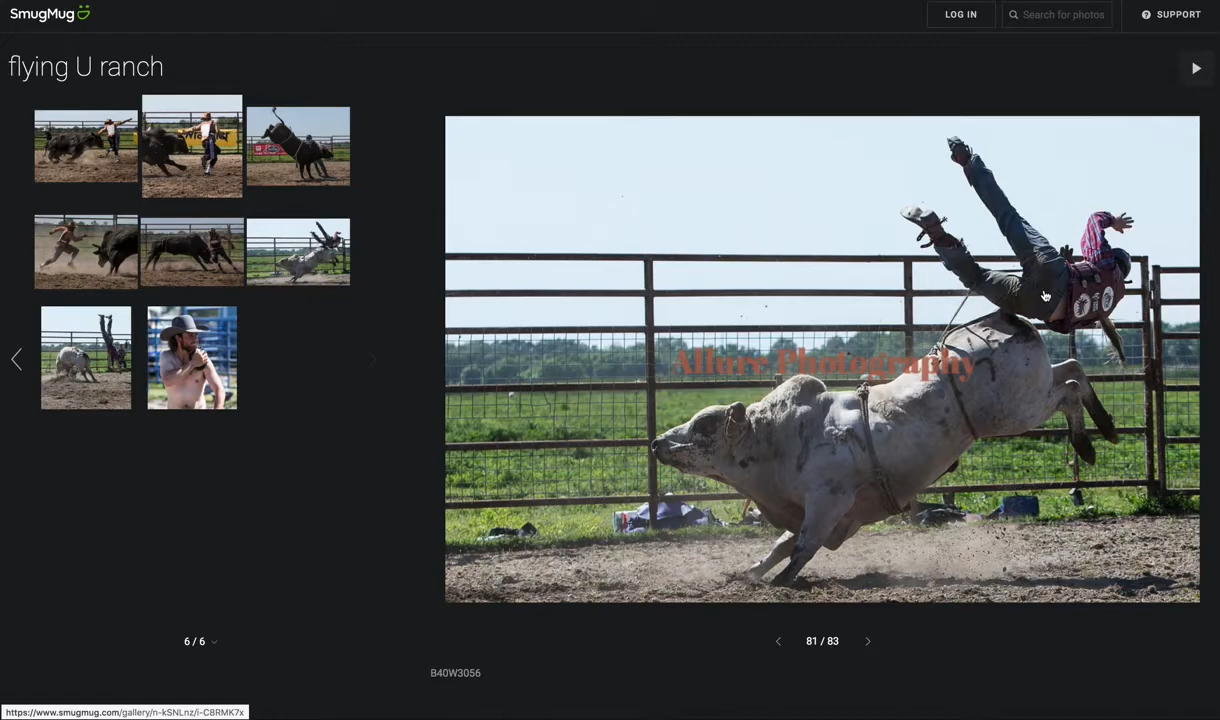 SmugMug
LOG IN
Search for photos
SUPPORT
flying U ranch
Allure Photography
6 / 6
81 / 83
B40W3056
https://www.smugmug.com/gallery/n-kSNLnz/i-C8RMK7x